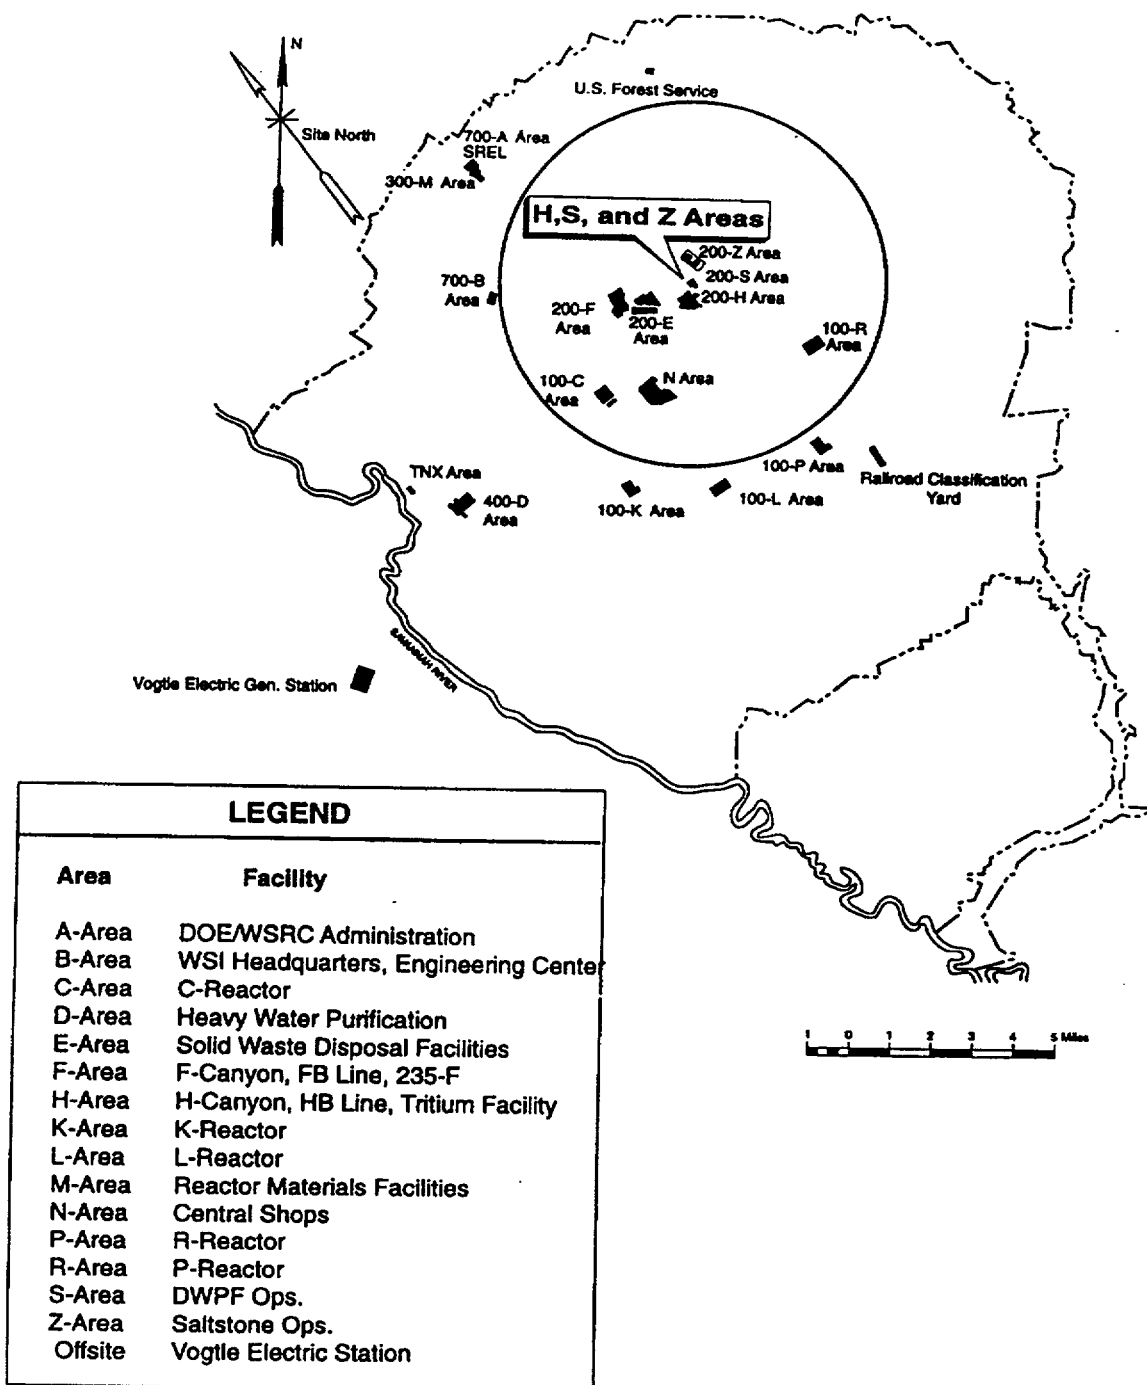 N
U.S. Forest Service
Site North
700-A Area
SREL
300-M Area
H,S, and Z Areas
200-Z Area
200-S Area
200-H Area
700-B
Area
200-F
Area
200-E
Area
100-R
Area
100-C
Area
N Area
100-P Area
Railroad Classification
Yard
TNX Area
400-D
Area
100-K Area
100-L Area
SAVANNAH RIVER
Vogtle Electric Gen. Station
1 0 1 2 3 4 5 Miles
LEGEND
Area Facility
A-Area DOE/WSRC Administration
B-Area WSI Headquarters, Engineering Center
C-Area C-Reactor
D-Area Heavy Water Purification
E-Area Solid Waste Disposal Facilities
F-Area F-Canyon, FB Line, 235-F
H-Area H-Canyon, HB Line, Tritium Facility
K-Area K-Reactor
L-Area L-Reactor
M-Area Reactor Materials Facilities
N-Area Central Shops
P-Area R-Reactor
R-Area P-Reactor
S-Area DWPF Ops.
Z-Area Saltstone Ops.
Offsite Vogtle Electric Station